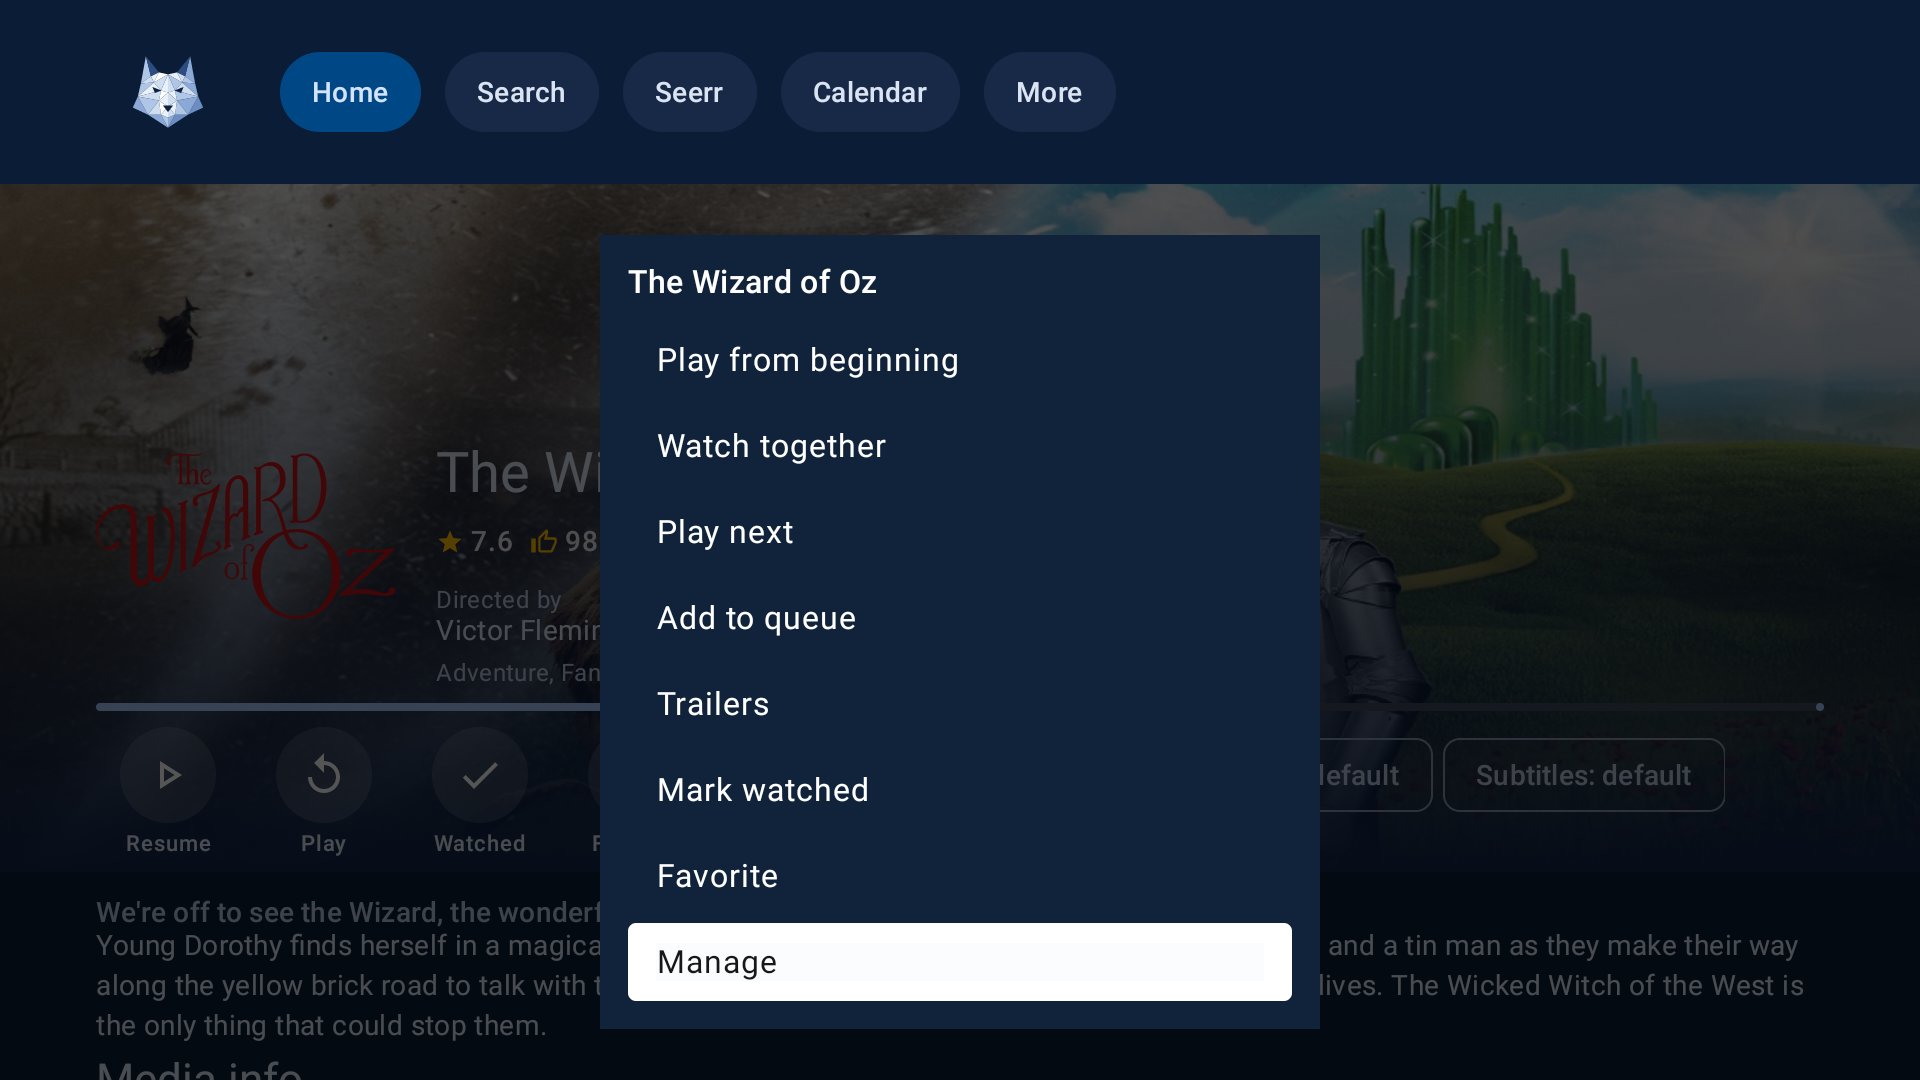 Home
Search
Seerr
Calendar
More
The Wizard of Oz
Play from beginning
Watch together
Play next
Add to queue
Trailers
Mark watched
Favorite
Manage
The WIZARD of OZ
The Wi
7.6 98
Directed by
Victor Flemin
Adventure, Fan
Resume
Play
Watched
F
default
Subtitles: default
We're off to see the Wizard, the wonderf
Young Dorothy finds herself in a magica and a tin man as they make their way
along the yellow brick road to talk with t lives. The Wicked Witch of the West is
the only thing that could stop them.
Media info